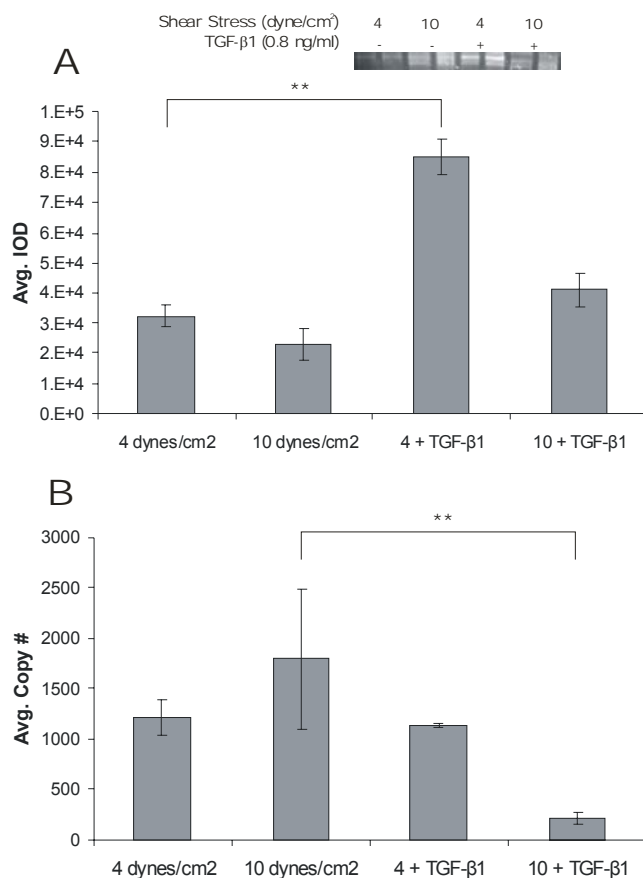 Shear Stress (dyne/cm²) 4 10 4 10
TGF-β1 (0.8 ng/ml) - - + +
A
**
1.E+5
9.E+4
8.E+4
7.E+4
6.E+4
5.E+4
4.E+4
3.E+4
2.E+4
1.E+4
0.E+0
Avg. IOD
4 dynes/cm2 10 dynes/cm2 4 + TGF-β1 10 + TGF-β1
B
**
3000
2500
2000
1500
1000
500
0
Avg. Copy #
4 dynes/cm2 10 dynes/cm2 4 + TGF-β1 10 + TGF-β1